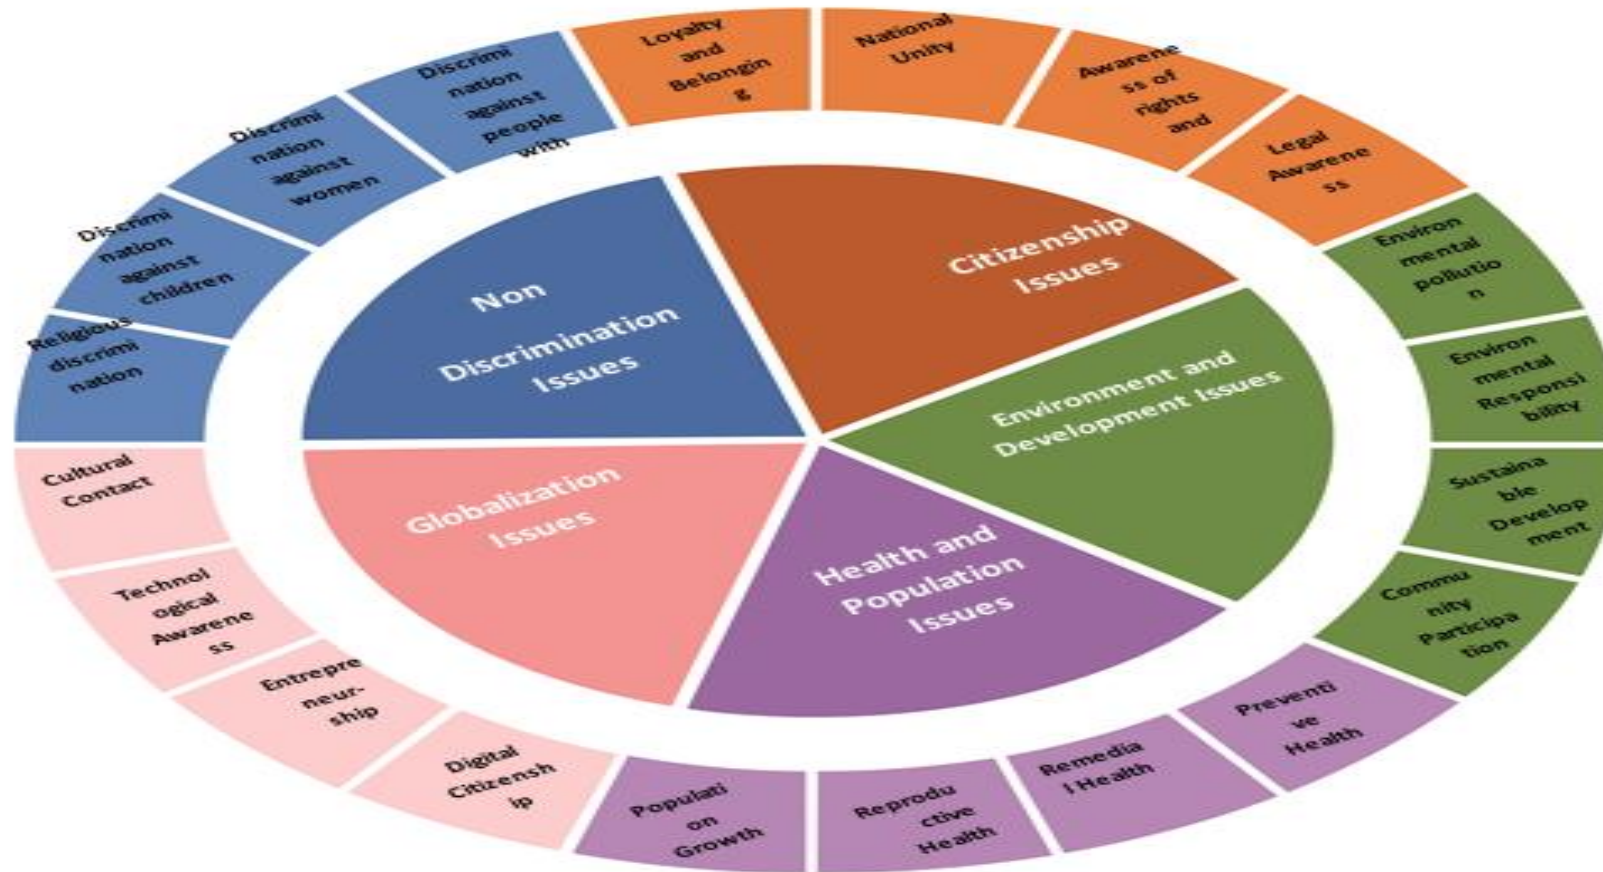 Loyalty
and
Belongin
g
National
Unity
Awarene
ss of
rights
and
Legal
Awarene
ss
Environ
mental
pollutio
n
Environ
mental
Responsi
bility
Sustaina
ble
Develop
ment
Commu
nity
Participa
tion
Preventi
ve
Health
Remedia
l Health
Reprodu
ctive
Health
Populati
on
Growth
Digital
Citizensh
ip
Entrepre
neur-
ship
Technol
ogical
Awarene
ss
Cultural
Contact
Religious
discrimi
nation
Discrimi
nation
against
children
Discrimi
nation
against
women
Discrimi
nation
against
people
with
Citizenship
Issues
Environment and
Development Issues
Health and
Population
Issues
Globalization
Issues
Non
Discrimination
Issues